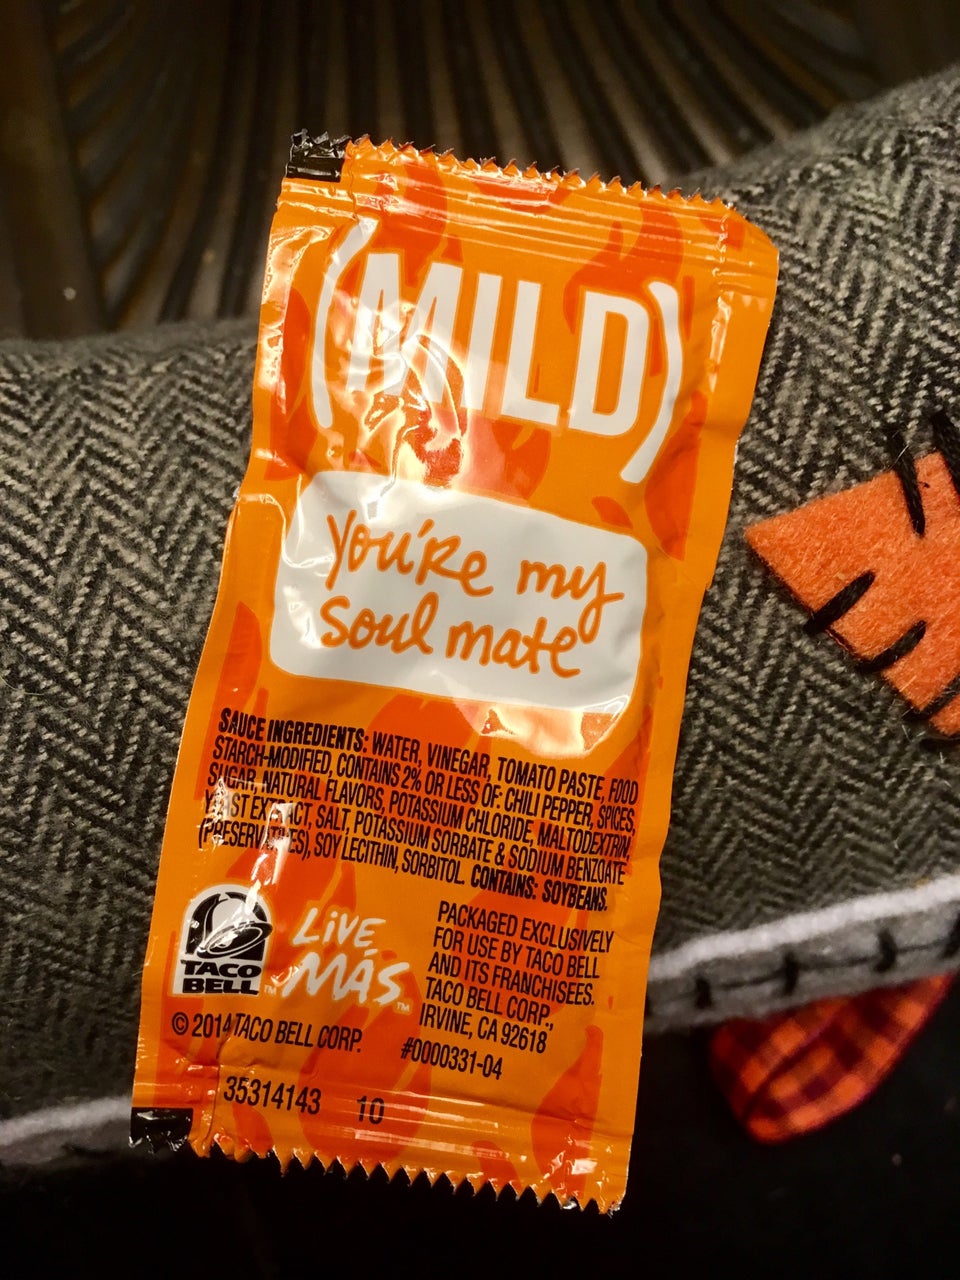 (MILD)
You're my
soul mate
SAUCE INGREDIENTS: WATER, VINEGAR, TOMATO PASTE, FOOD
STARCH-MODIFIED, CONTAINS 2% OR LESS OF: CHILI PEPPER, SPICES,
SUGAR, NATURAL FLAVORS, POTASSIUM CHLORIDE, MALTODEXTRIN,
YEAST EXTRACT, SALT, POTASSIUM SORBATE & SODIUM BENZOATE
(PRESERVATIVES), SOY LECITHIN, SORBITOL. CONTAINS: SOYBEANS.
TACO
BELL™
LIVE
MÁS™
PACKAGED EXCLUSIVELY
FOR USE BY TACO BELL
AND ITS FRANCHISEES.
TACO BELL CORP.,
IRVINE, CA 92618
#0000331-04
© 2014 TACO BELL CORP.
35314143 10